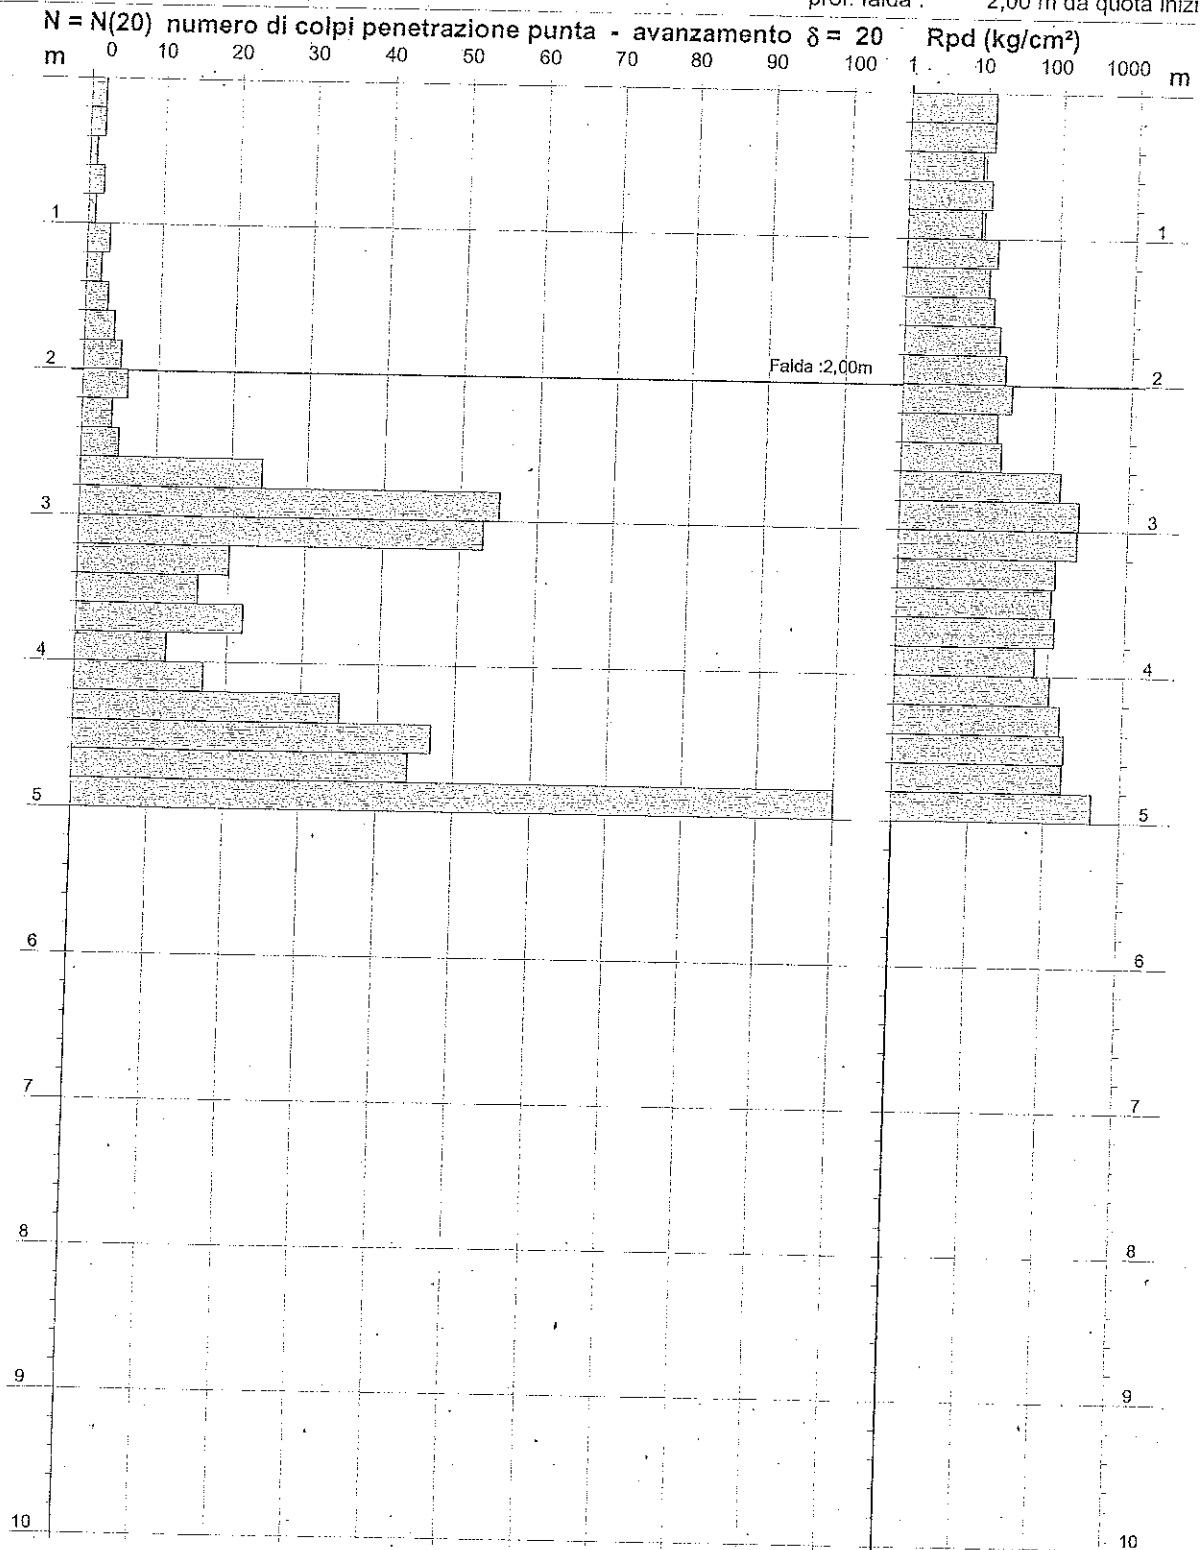 prof. falda : 2,00 m da quota inizi
N = N(20) numero di colpi penetrazione punta - avanzamento δ = 20 Rpd (kg/cm²)
m 0 10 20 30 40 50 60 70 80 90 100 1 10 100 1000 m
1 1
2 Falda :2,00m 2
3 3
4 4
5 5
6 6
7 7
8 8
9 9
10 10